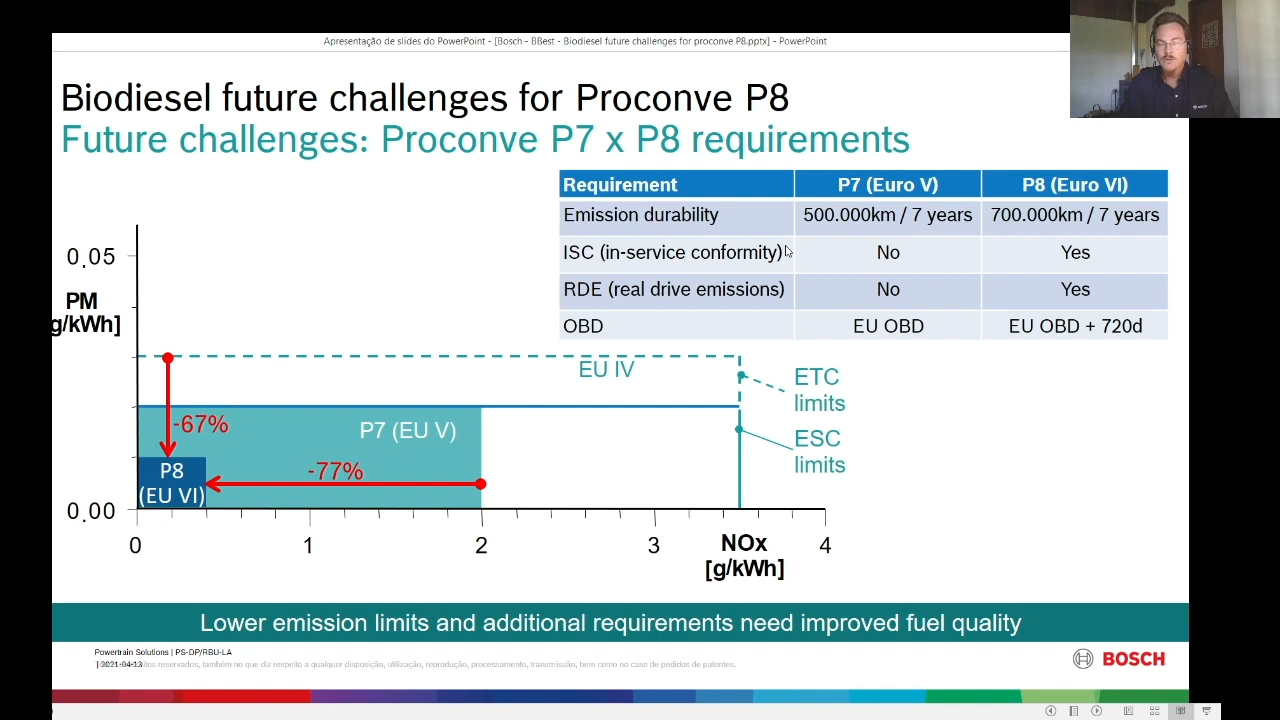 Apresentação de slides do PowerPoint - [Bosch - BBest - Biodiesel future challenges for proconve P8.pptx] - PowerPoint
Biodiesel future challenges for Proconve P8
Future challenges: Proconve P7 x P8 requirements
Requirement P7 (Euro V) P8 (Euro VI)
Emission durability 500.000km / 7 years 700.000km / 7 years
ISC (in-service conformity) No Yes
RDE (real drive emissions) No Yes
OBD EU OBD EU OBD + 720d
0.05
PM
g/kWh]
EU IV
ETC
limits
-67%
P7 (EU V)
ESC
limits
-77%
P8
(EU VI)
0.00
0 1 2 3 4
NOx
[g/kWh]
Lower emission limits and additional requirements need improved fuel quality
Powertrain Solutions | PS-DP/RBU-LA
| 2021-04-13 reservados, também no que diz respeito a qualquer disposição, utilização, reprodução, processamento, transmissão, bem como no caso de pedidos de patentes.
BOSCH